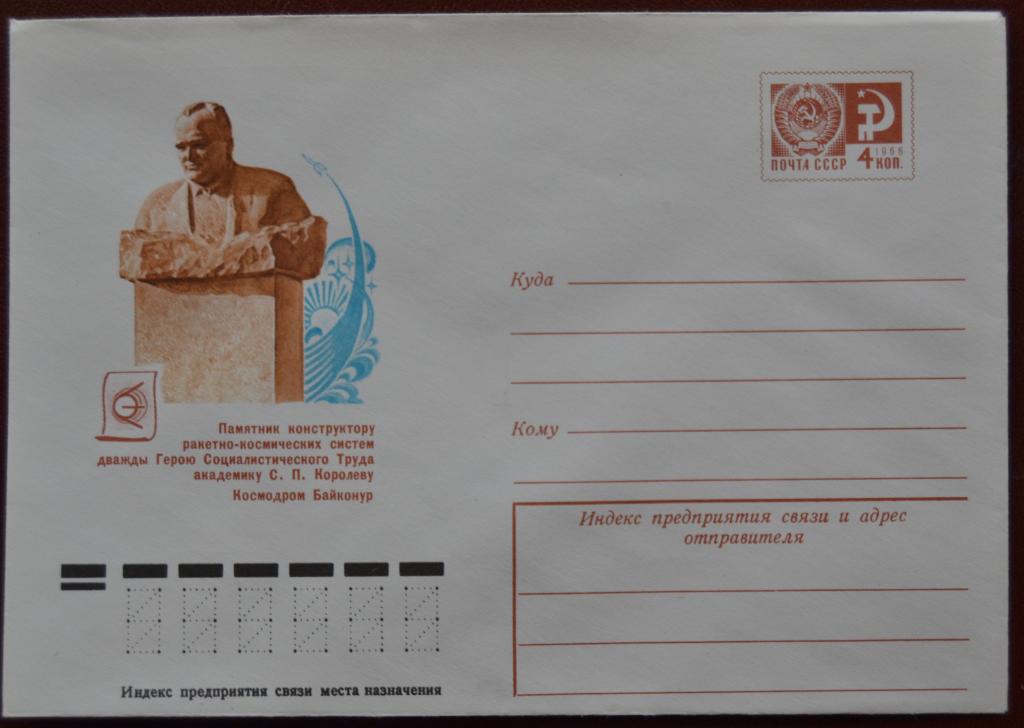 1966
ПОЧТА СССР 4 КОП.
Куда
Кому
Памятник конструктору
ракетно-космических систем
дважды Герою Социалистического Труда
академику С. П. Королеву
Космодром Байконур
Индекс предприятия связи и адрес
отправителя
Индекс предприятия связи места назначения